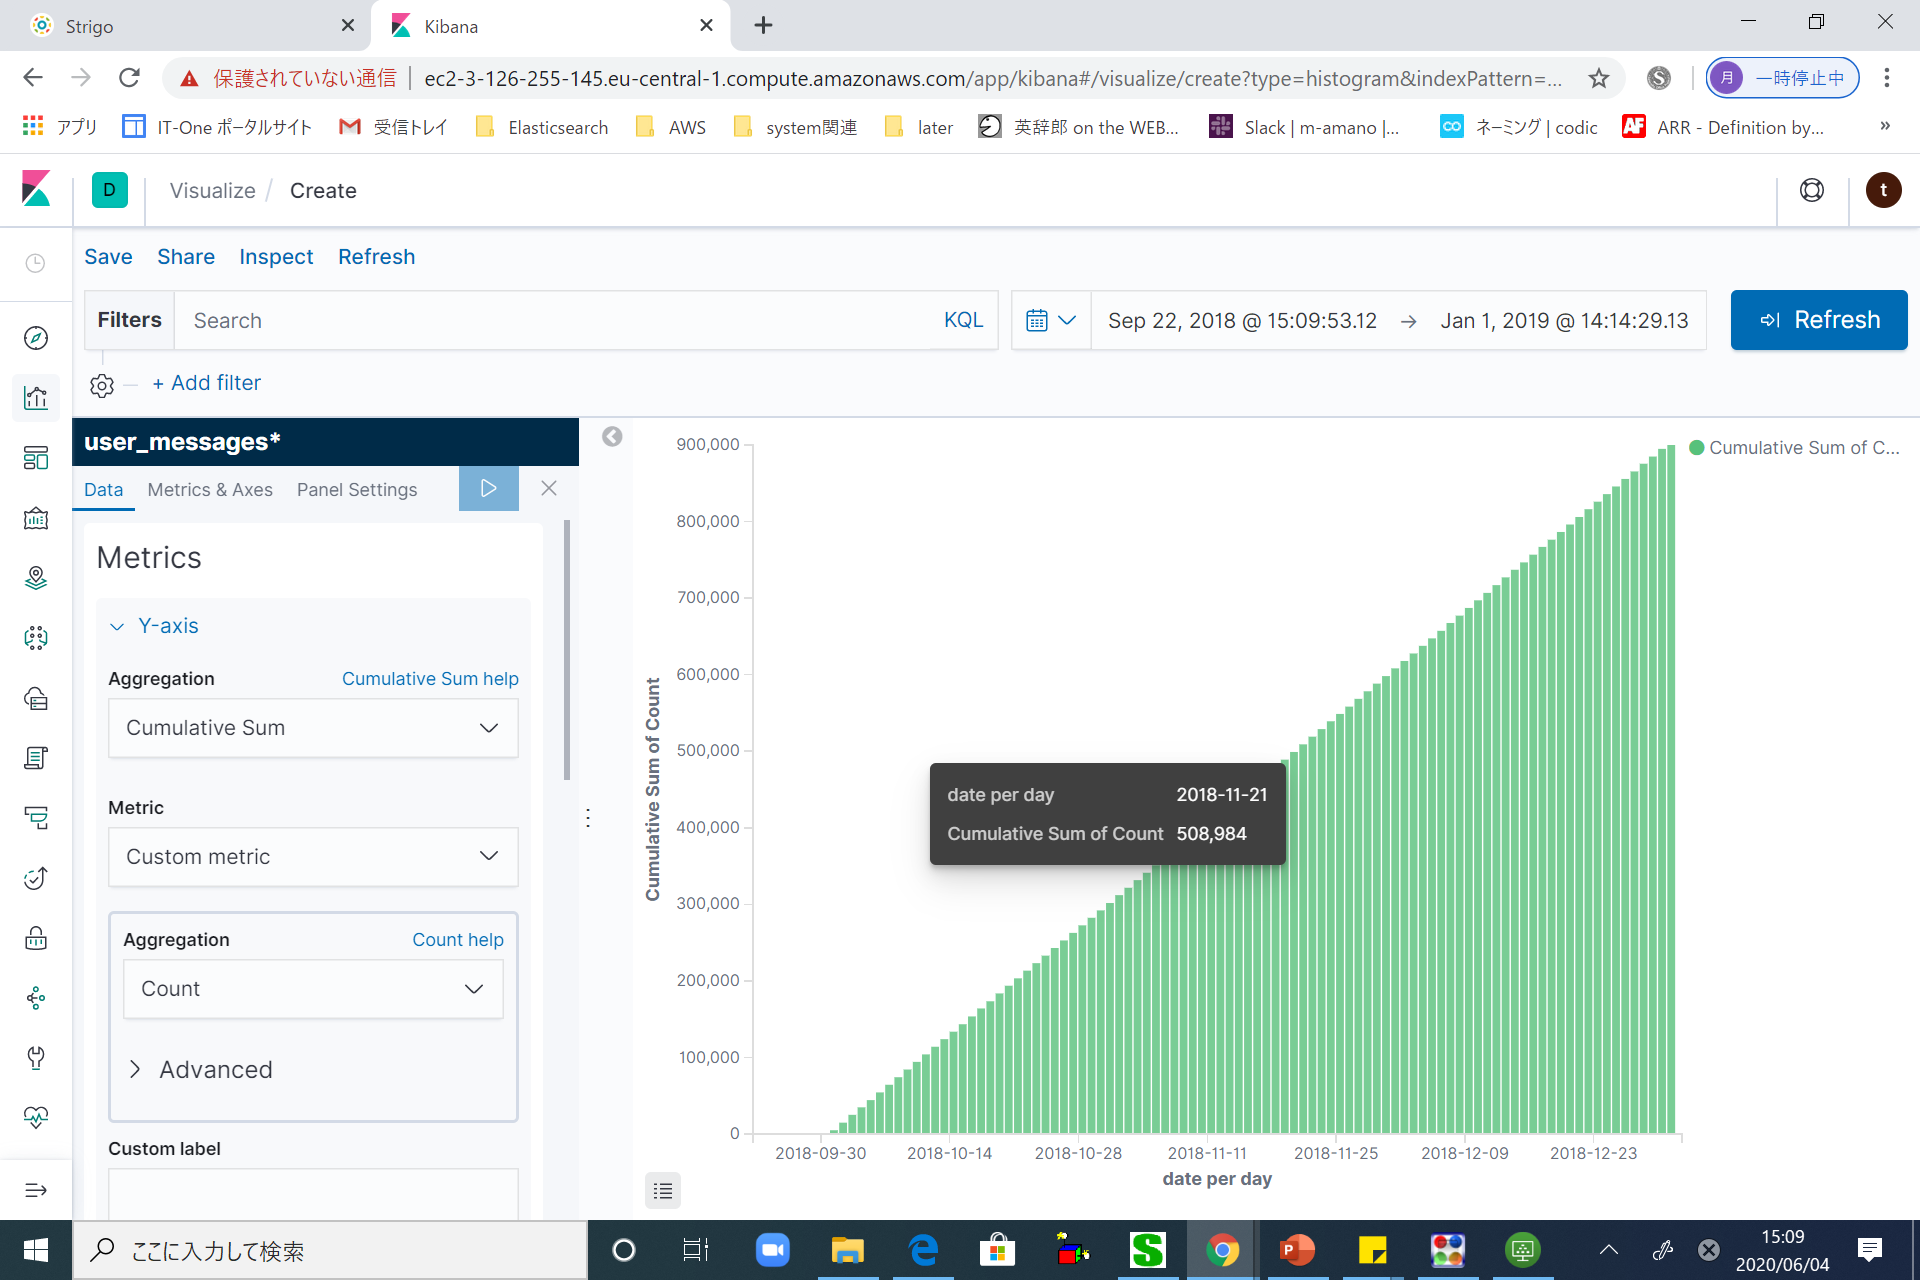 Strigo
Kibana
保護されていない通信
ec2-3-126-255-145.eu-central-1.compute.amazonaws.com/app/kibana#/visualize/create?type=histogram&indexPattern=...
月 一時停止中
アプリ
IT-One ポータルサイト
受信トレイ
Elasticsearch
AWS
system関連
later
英辞郎 on the WEB...
Slack | m-amano |...
ネーミング | codic
ARR - Definition by...
»
D
Visualize / Create
t
Save Share Inspect Refresh
Filters
Search
KQL
Sep 22, 2018 @ 15:09:53.12 → Jan 1, 2019 @ 14:14:29.13
Refresh
+ Add filter
user_messages*
Data Metrics & Axes Panel Settings
Metrics
Y-axis
Aggregation
Cumulative Sum help
Cumulative Sum
Metric
Custom metric
Aggregation
Count help
Count
Advanced
Custom label
Cumulative Sum of Count
900,000
800,000
700,000
600,000
500,000
400,000
300,000
200,000
100,000
0
2018-09-30
2018-10-14
2018-10-28
2018-11-11
2018-11-25
2018-12-09
2018-12-23
date per day
date per day 2018-11-21
Cumulative Sum of Count 508,984
Cumulative Sum of C...
ここに入力して検索
15:09
2020/06/04